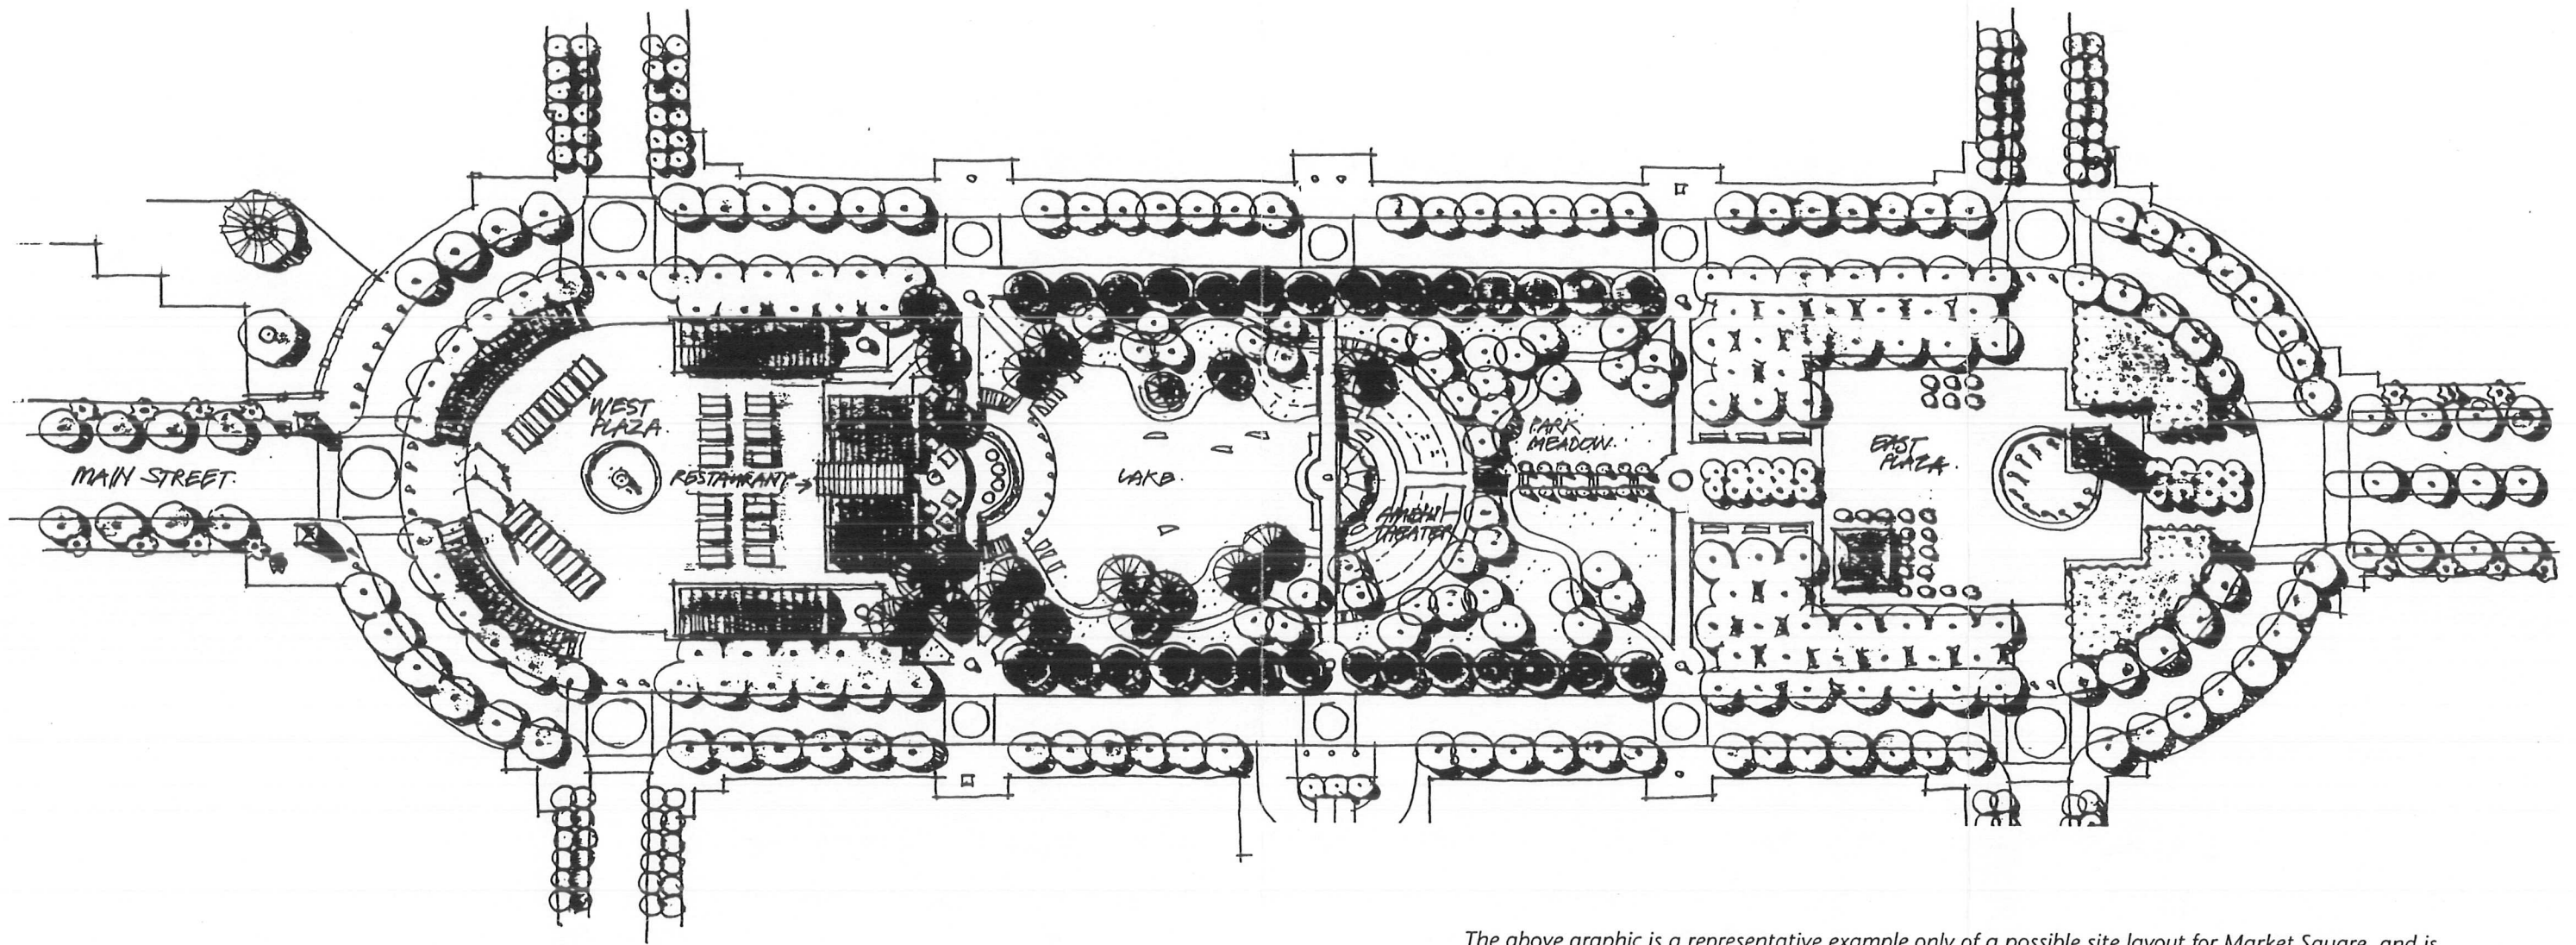 MAIN STREET.
WEST
PLAZA.
RESTAURANT
LAKE.
AMPHI-
THEATER
PARK
MEADOW.
EAST
PLAZA.
The above graphic is a representative example only of a possible site layout for Market Square, and is